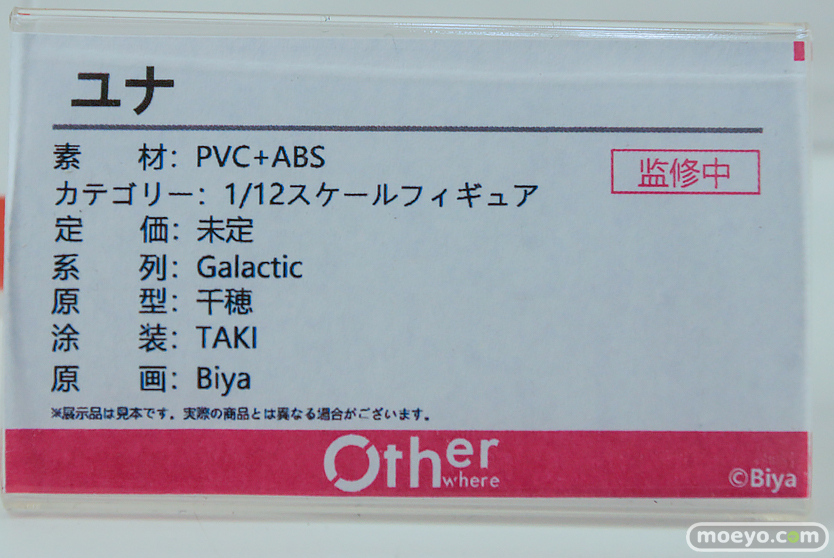 ユナ
素 材：PVC+ABS
监修中
カテゴリー：1/12スケールフィギュア
定 価：未定
系 列：Galactic
原 型：千穂
涂 装：TAKI
原 画：Biya
※展示品は見本です。実際の商品とは異なる場合がございます。
Other
where
©Biya
moeyo.com